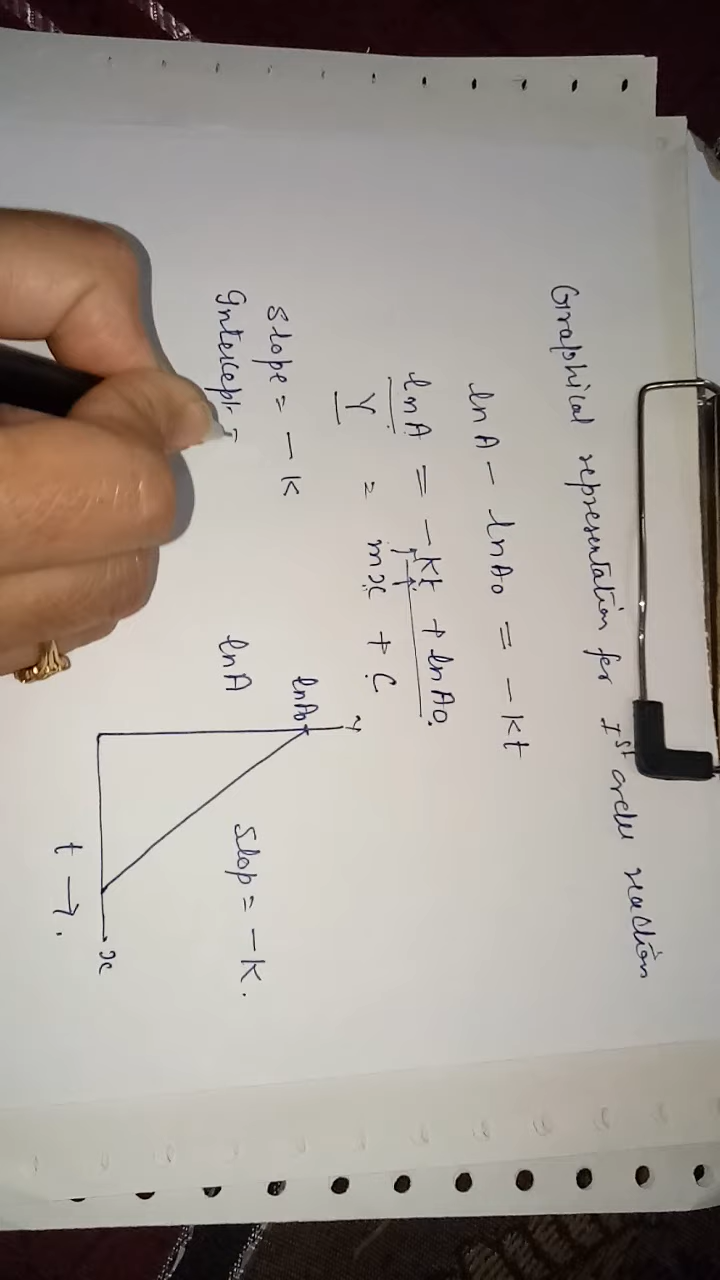 Graphical representation for Ist order reaction
ln A - ln A0 = - Kt
ln A = - Kt + ln A0.
Y = mx + C
Slope = - K
Intercept =
Y
ln A0
ln A
Slop = - K.
x
t →.